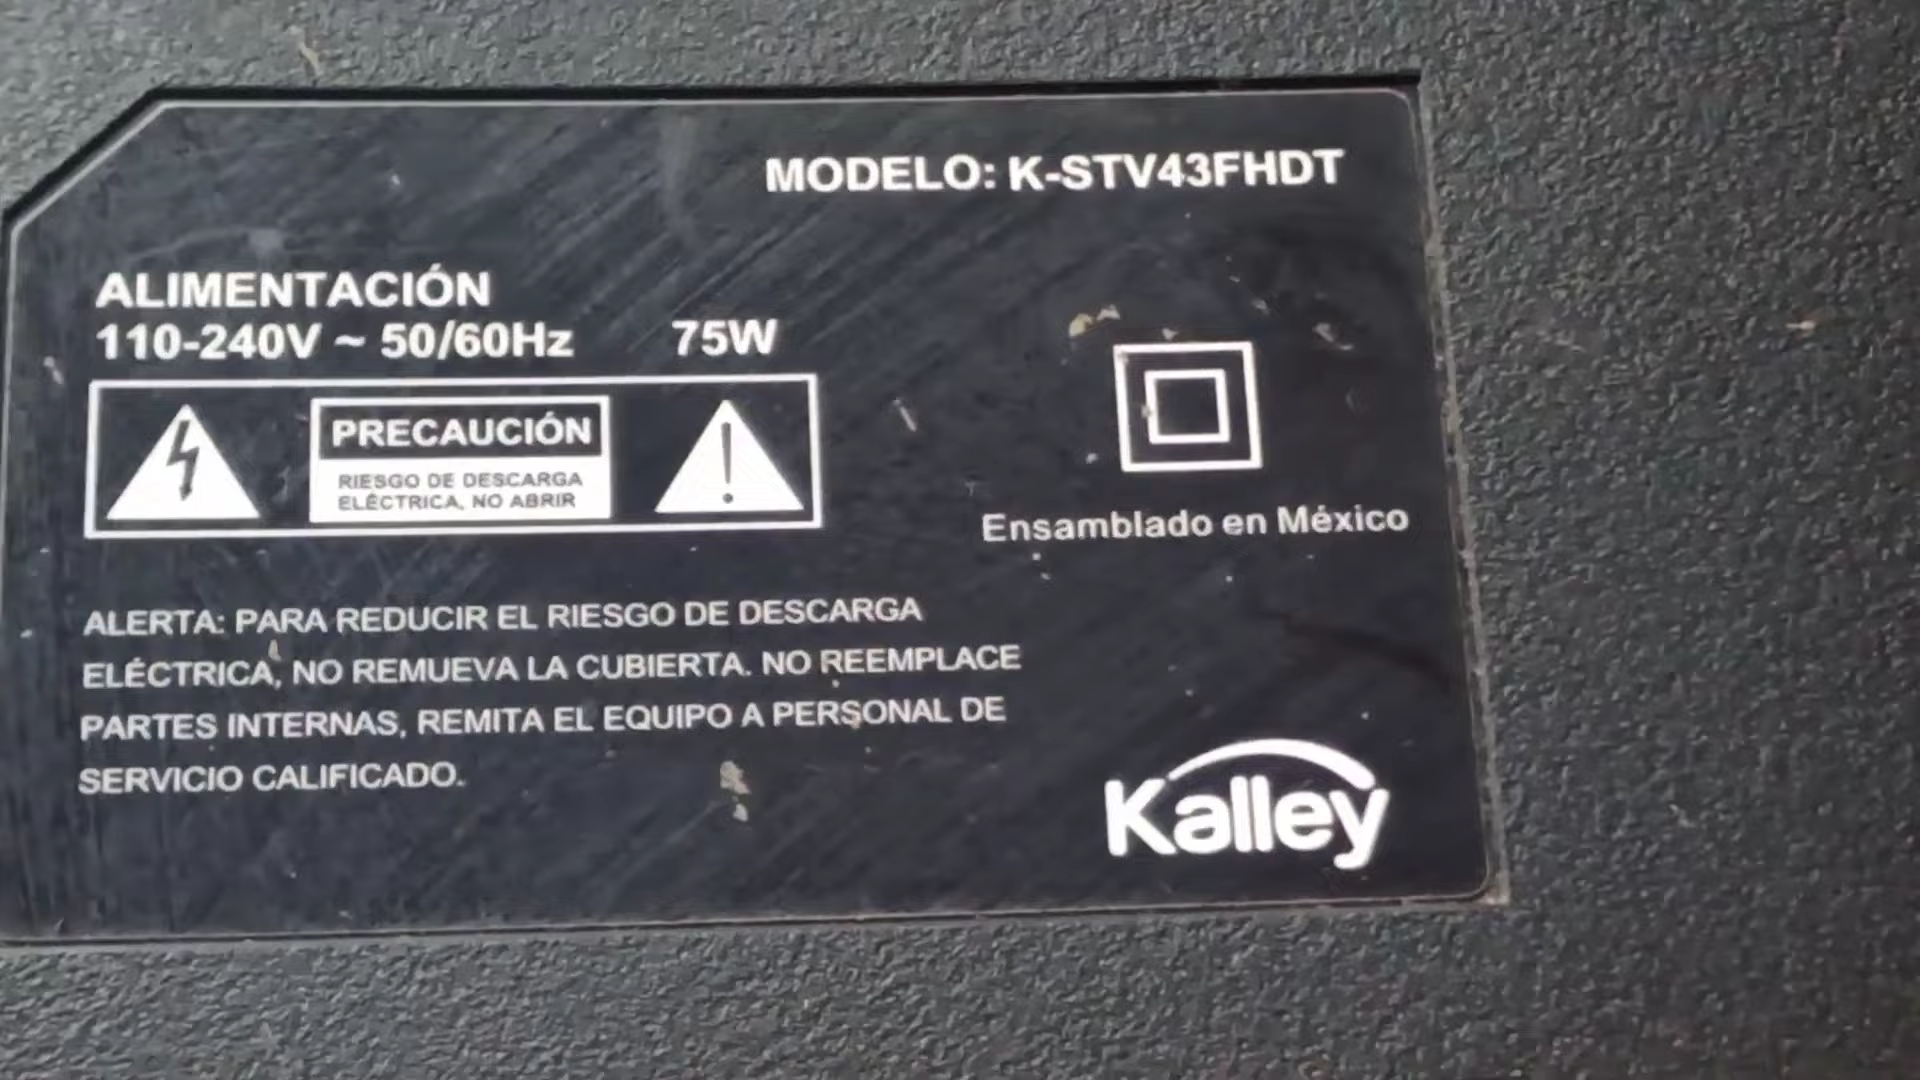 MODELO: K-STV43FHDT
ALIMENTACIÓN
110-240V ~ 50/60Hz 75W
PRECAUCIÓN
RIESGO DE DESCARGA
ELÉCTRICA, NO ABRIR
Ensamblado en México
ALERTA: PARA REDUCIR EL RIESGO DE DESCARGA
ELÉCTRICA, NO REMUEVA LA CUBIERTA. NO REEMPLACE
PARTES INTERNAS, REMITA EL EQUIPO A PERSONAL DE
SERVICIO CALIFICADO.
Kalley